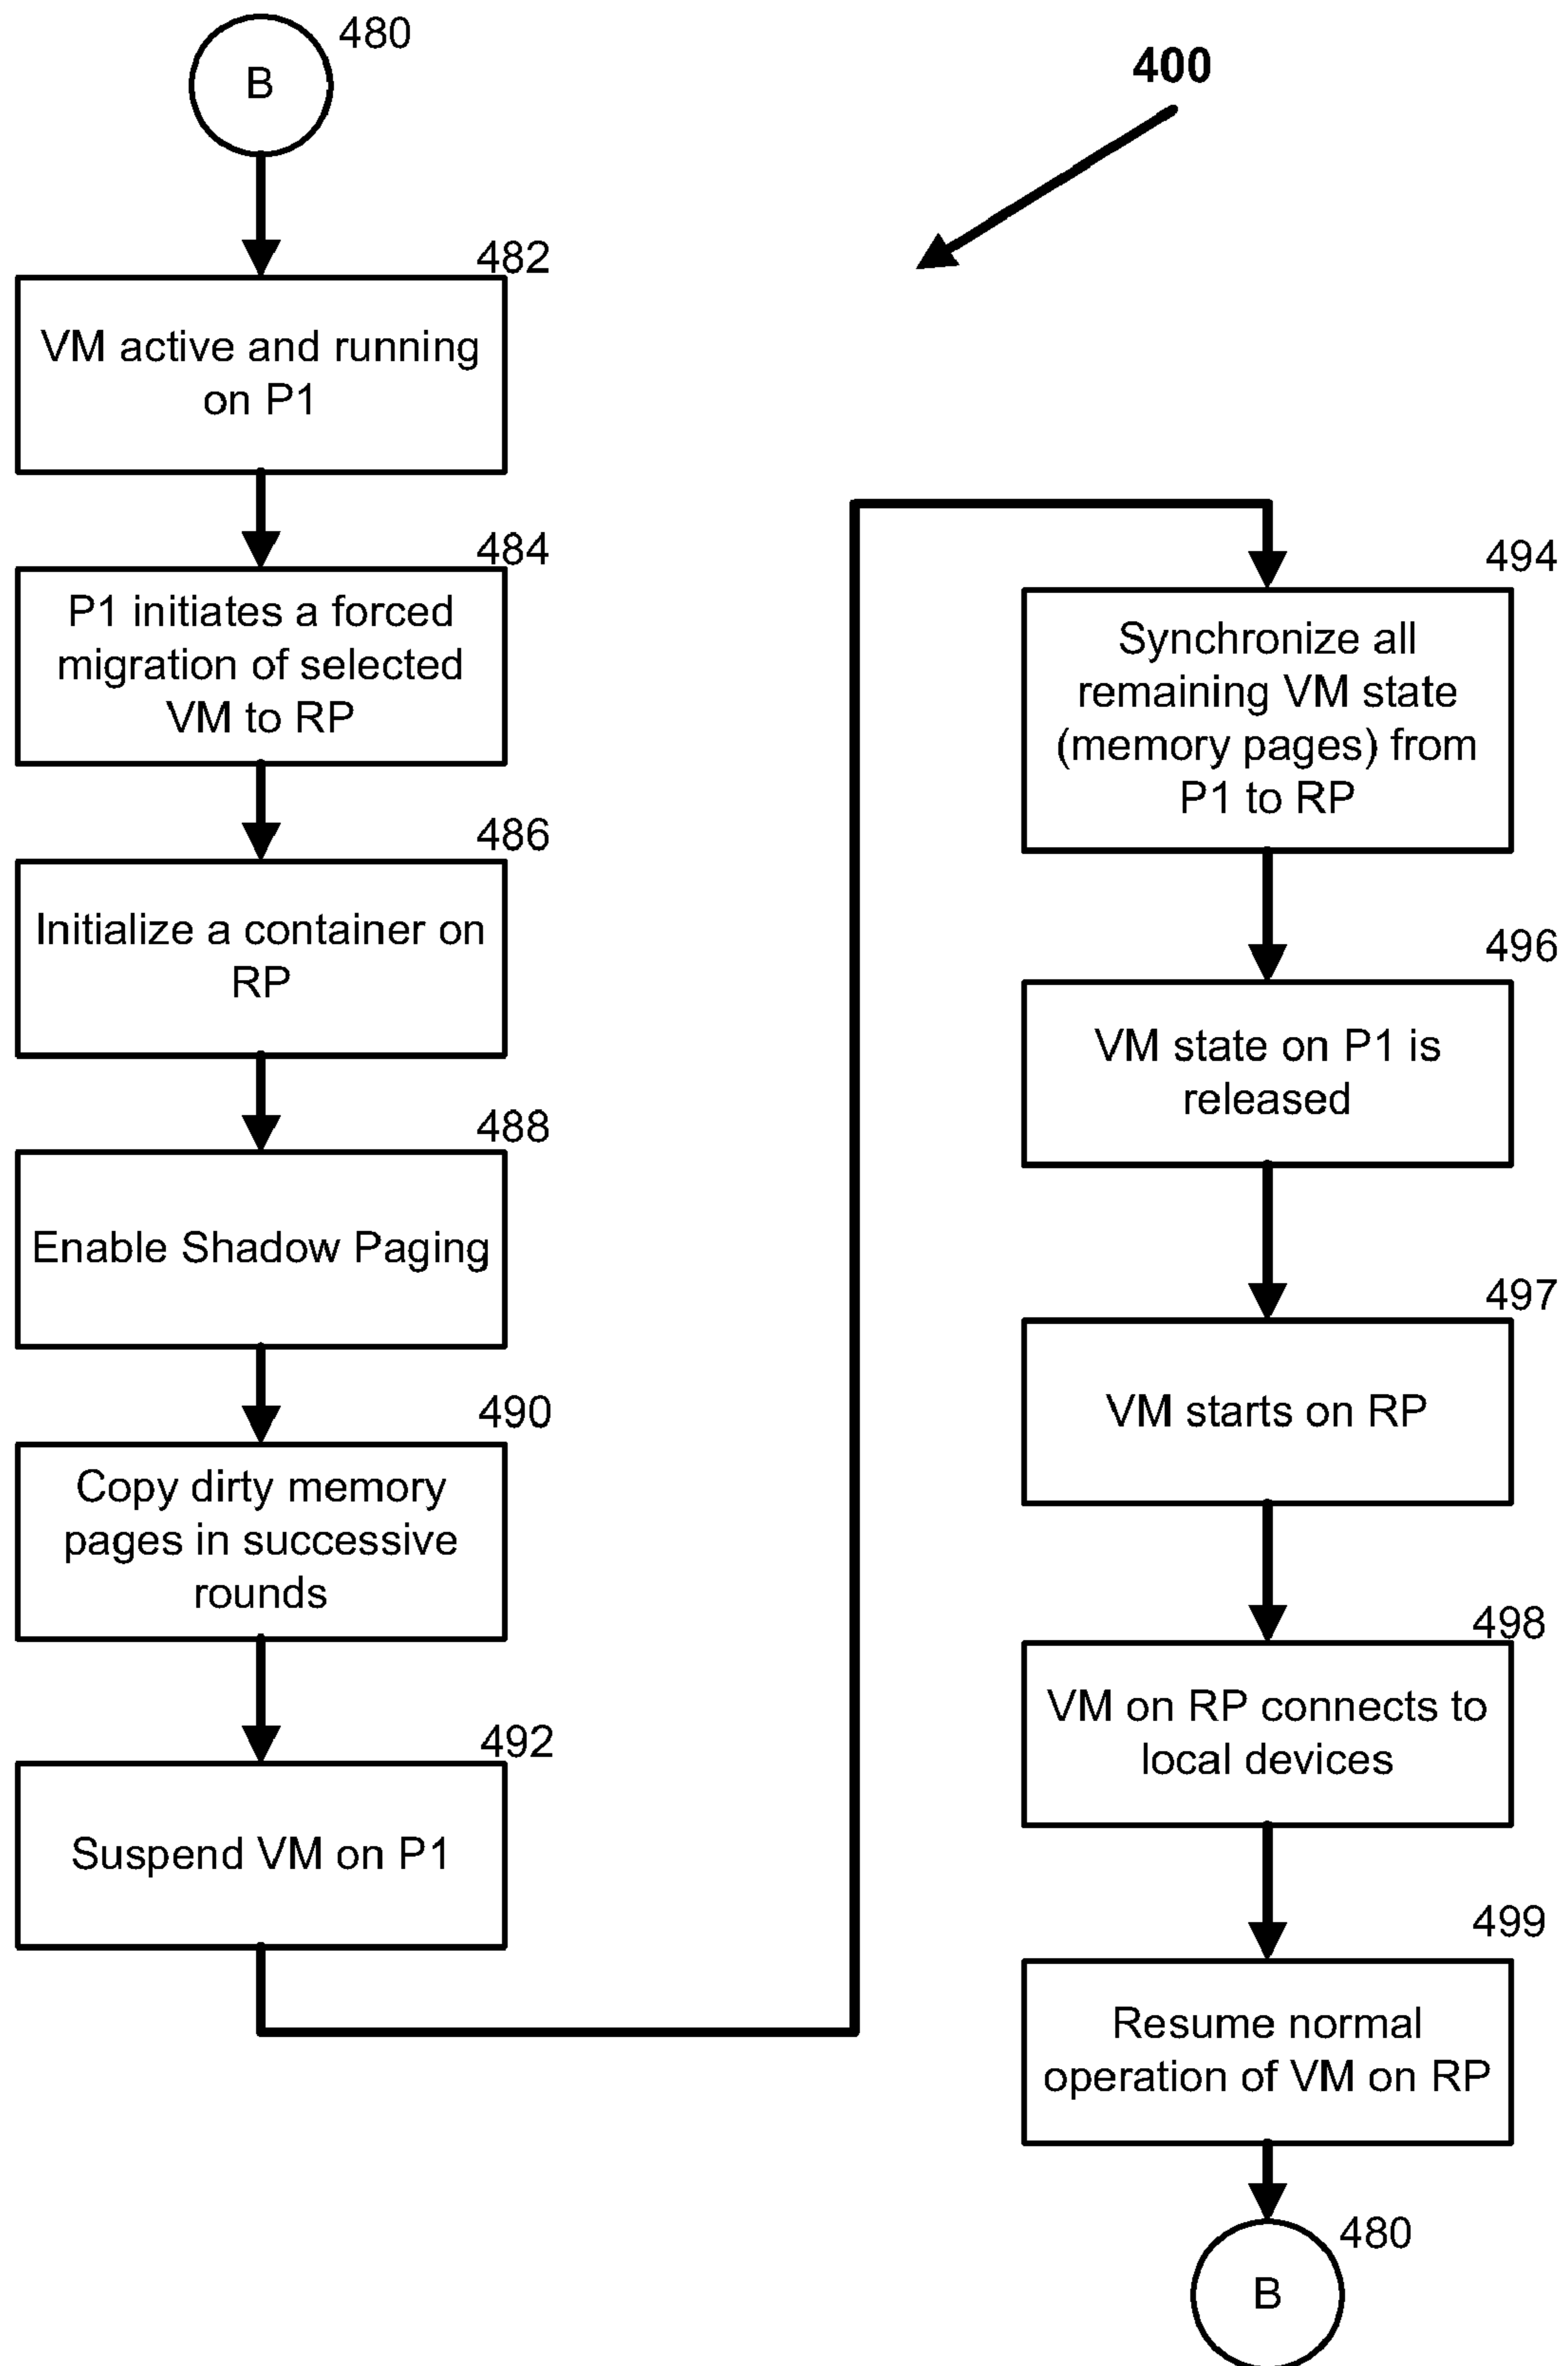 480
B
400
482
VM active and running
on P1
484
P1 initiates a forced
migration of selected
VM to RP
486
Initialize a container on
RP
488
Enable Shadow Paging
490
Copy dirty memory
pages in successive
rounds
492
Suspend VM on P1
494
Synchronize all
remaining VM state
(memory pages) from
P1 to RP
496
VM state on P1 is
released
497
VM starts on RP
498
VM on RP connects to
local devices
499
Resume normal
operation of VM on RP
480
B